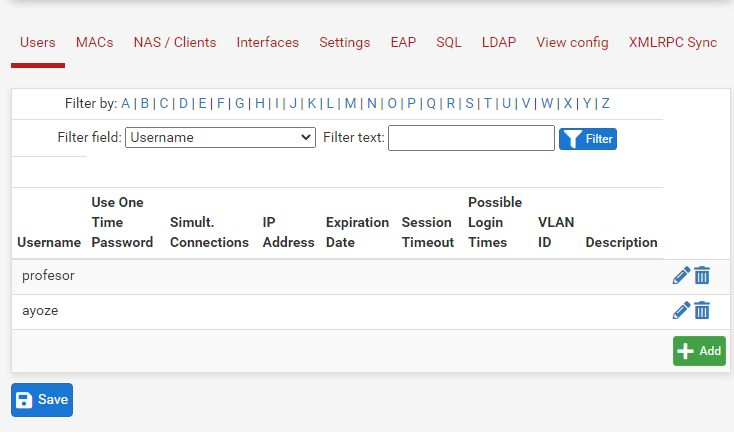 Users MACs NAS / Clients Interfaces Settings EAP SQL LDAP View config XMLRPC Sync
Filter by: A | B | C | D | E | F | G | H | I | J | K | L | M | N | O | P | Q | R | S | T | U | V | W | X | Y | Z
Filter field: Username Filter text: Filter
Username Use One Time Password Simult. Connections IP Address Expiration Date Session Timeout Possible Login Times VLAN ID Description
profesor
ayoze
Add
Save